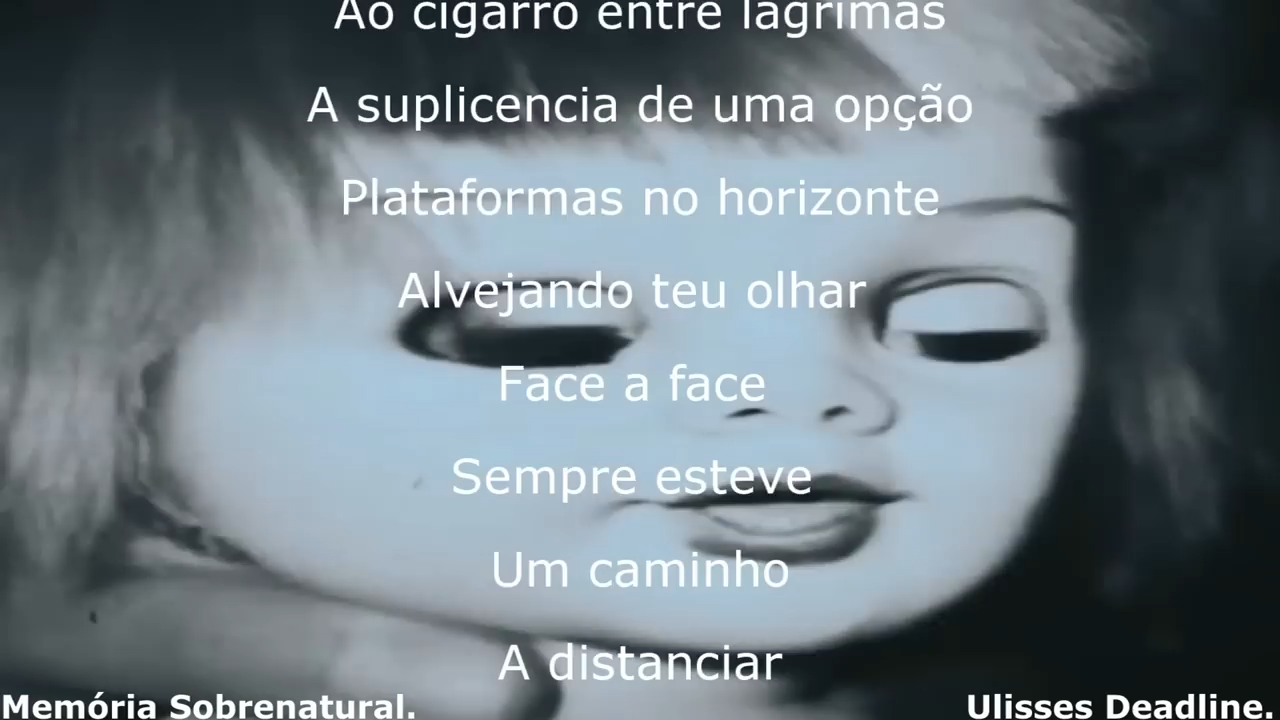 Ao cigarro entre lágrimas
A suplicencia de uma opção
Plataformas no horizonte
Alvejando teu olhar
Face a face
Sempre esteve
Um caminho
A distanciar
Memória Sobrenatural.
Ulisses Deadline.